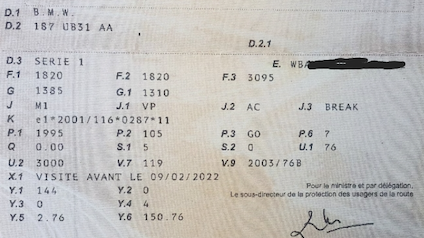 D.1 B.M.W.
D.2 187 UB31 AA
D.2.1
D.3 SERIE 1 E. WBA
F.1 1820 F.2 1820 F.3 3095
G 1385 G.1 1310
J M1 J.1 VP J.2 AC J.3 BREAK
K e1*2001/116*0287*11
P.1 1995 P.2 105 P.3 GO P.6 7
Q 0.00 S.1 5 S.2 0 U.1 76
U.2 3000 V.7 119 V.9 2003/76B
X.1 VISITE AVANT LE 09/02/2022
Y.1 144 Y.2 0 Pour le ministre et par délégation,
Y.3 0 Y.4 4 Le sous-directeur de la protection des usagers de la route
Y.5 2.76 Y.6 150.76